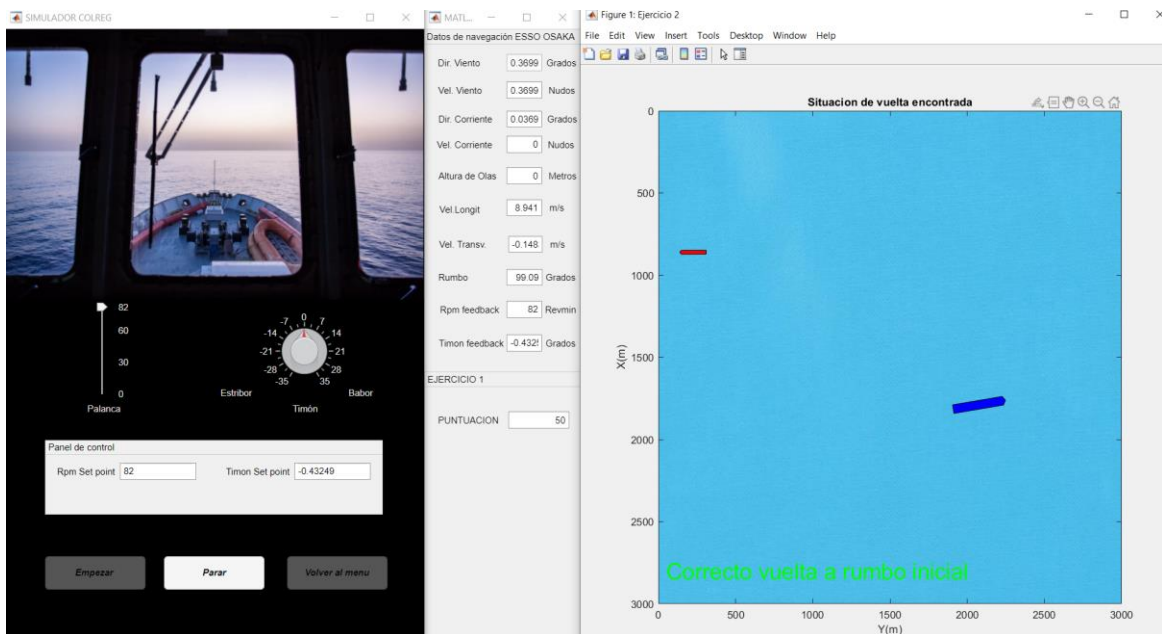 SIMULADOR COLREG
82
60
30
0
Palanca
0
-7 7
-14 14
-21 21
-28 28
-35 35
Estribor Babor
Timón
Panel de control
Rpm Set point 82 Timon Set point -0.43249
Empezar Parar Volver al menu
MATL...
Datos de navegación ESSO OSAKA
Dir. Viento 0.3699 Grados
Vel. Viento 0.3699 Nudos
Dir. Corriente 0.0369 Grados
Vel. Corriente 0 Nudos
Altura de Olas 0 Metros
Vel.Longit 8.941 m/s
Vel. Transv. -0.148 m/s
Rumbo 99.09 Grados
Rpm feedback 82 Revmin
Timon feedback -0.432 Grados
EJERCICIO 1
PUNTUACION 50
Figure 1: Ejercicio 2
File Edit View Insert Tools Desktop Window Help
Situacion de vuelta encontrada
0
500
1000
1500
2000
2500
3000
X(m)
Correcto vuelta a rumbo inicial
0 500 1000 1500 2000 2500 3000
Y(m)